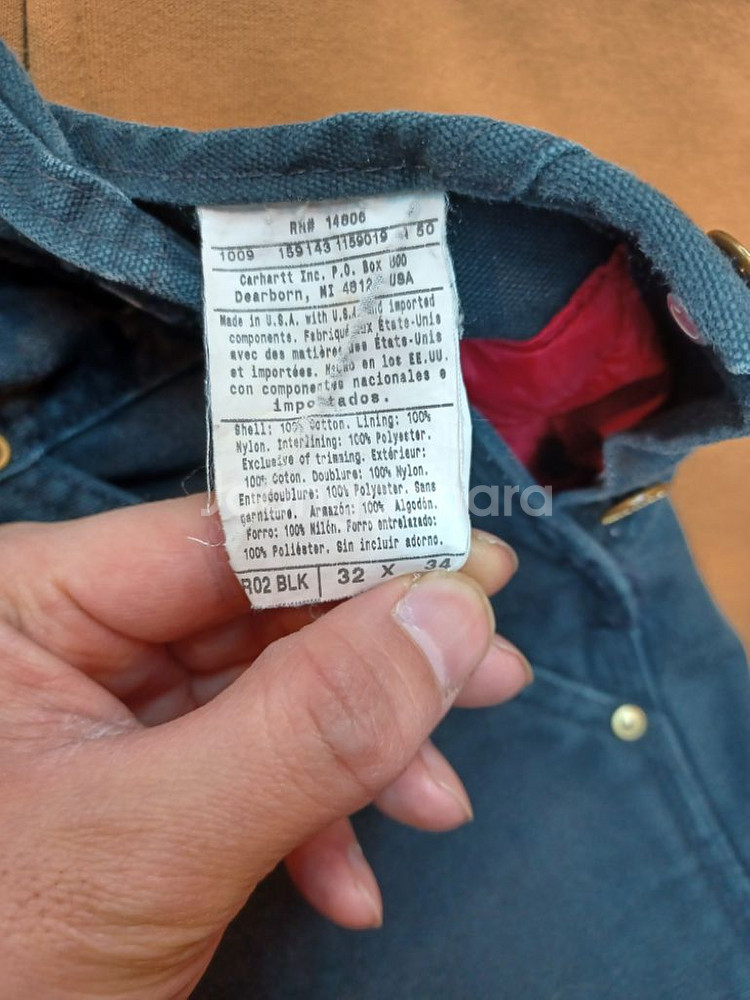 RN# 14806
1009 159143 1159019 1 50
Carhartt Inc. P.O. Box 600
Dearborn, MI 4812 USA
Made in U.S.A. with U.S.A. and imported
components. Fabriqué aux États-Unis
avec des matières des États-Unis
et importées. Hecho en los EE.UU.
con componentes nacionales e
importados.
Shell: 100% Cotton. Lining: 100%
Nylon. Interlining: 100% Polyester.
Exclusive of trimming. Extérieur:
100% Coton. Doublure: 100% Nylon.
Entredoublure: 100% Polyester. Sans
garniture. Armazón: 100% Algodón.
Forro: 100% Nilón. Forro entrelazado:
100% Poliéster. Sin incluir adorno.
R02 BLK 32 X 34